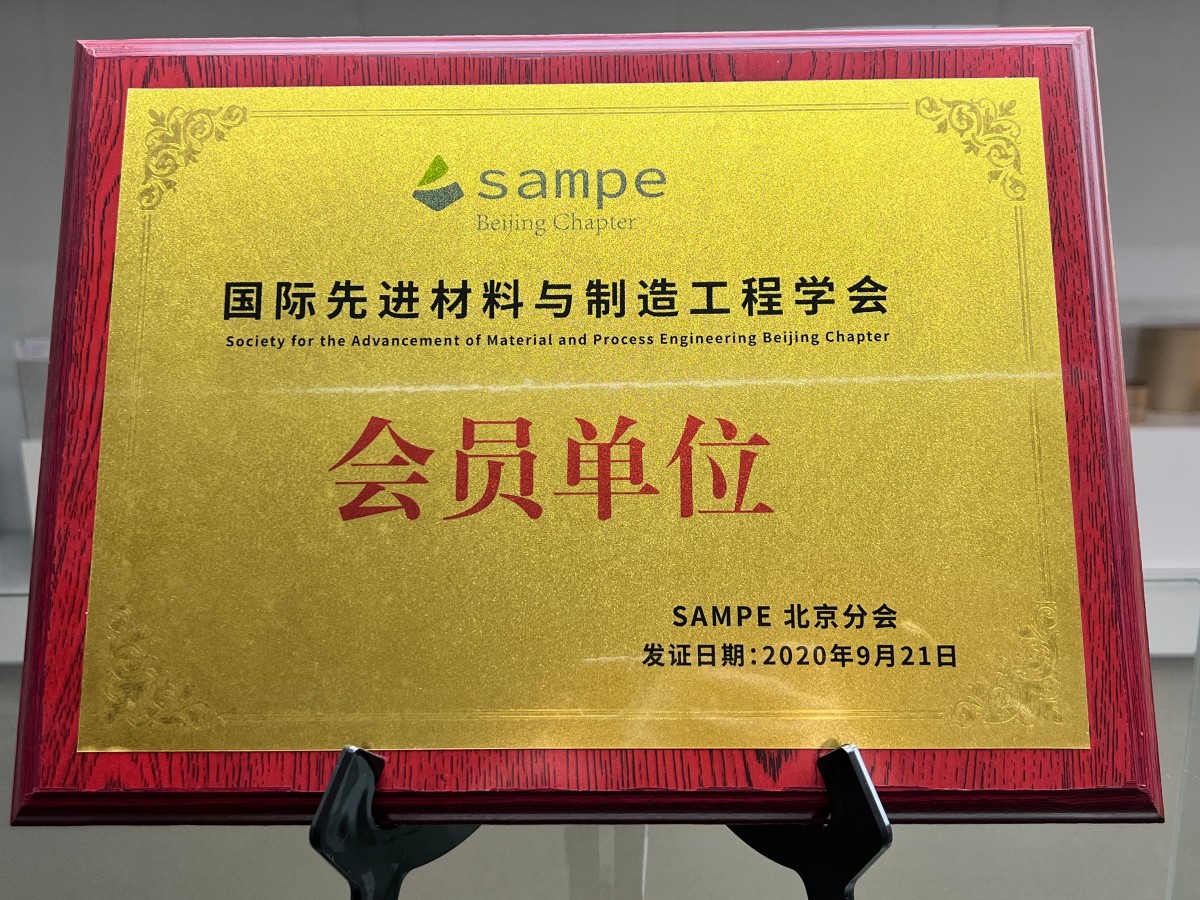 sampe
Beijing Chapter
国际先进材料与制造工程学会
Society for the Advancement of Material and Process Engineering Beijing Chapter
会员单位
SAMPE 北京分会
发证日期:2020年9月21日